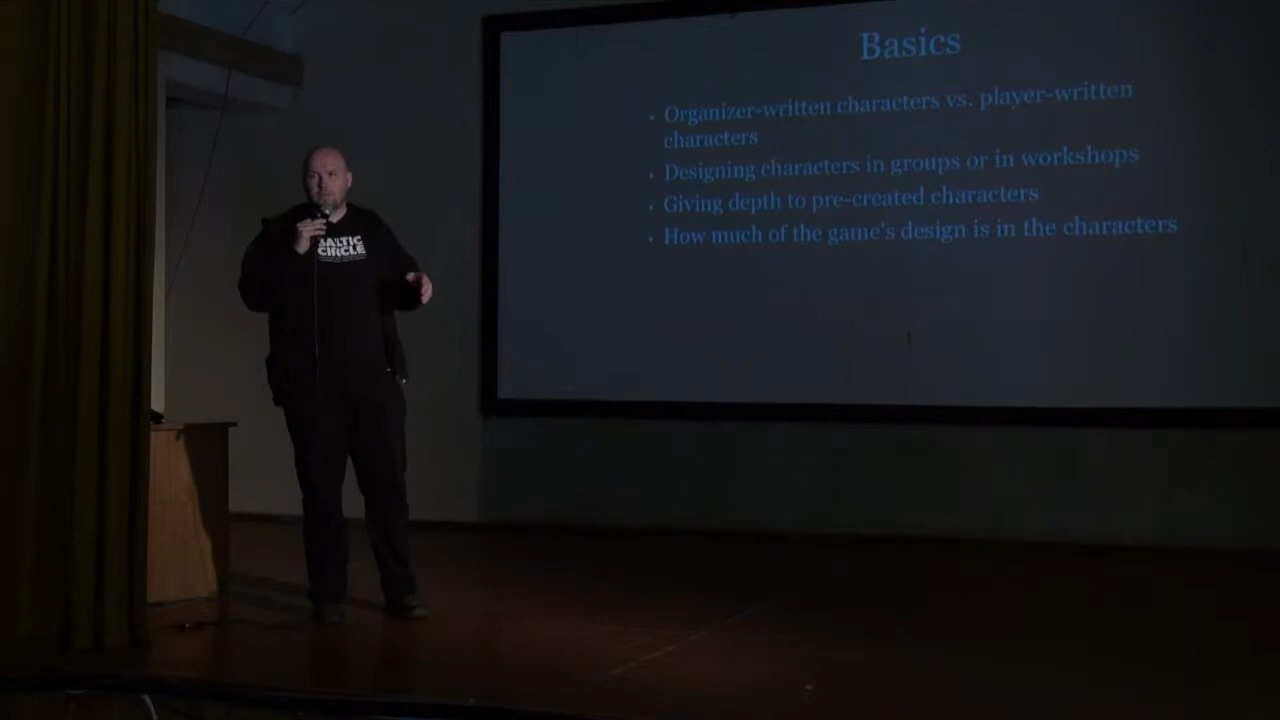 Basics
• Organizer-written characters vs. player-written
characters
• Designing characters in groups or in workshops
• Giving depth to pre-created characters
• How much of the game's design is in the characters
BALTIC
CIRCLE